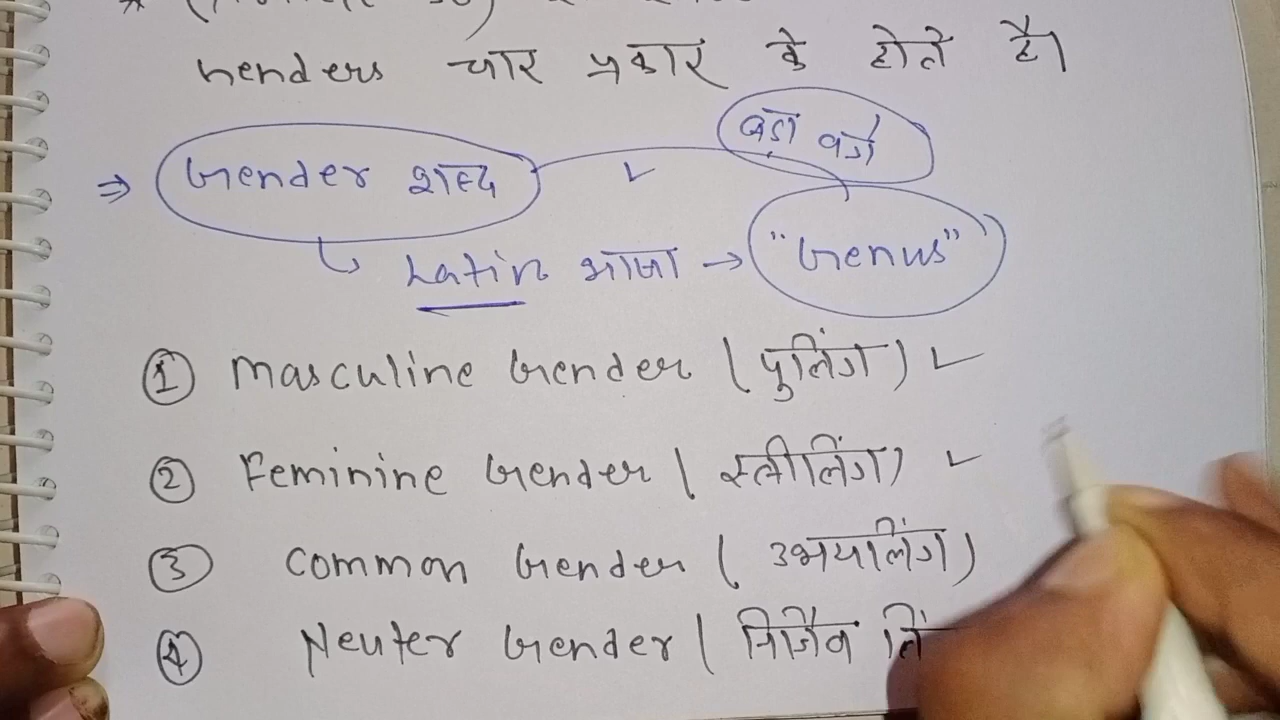 Genders चार प्रकार के होते है।
बडा वर्ग
⇒ Gender शब्द
Latin भाषा → "Genus"
① Masculine Gender (पुलिंग) ✓
② Feminine Gender (स्त्रीलिंग) ✓
③ Common Gender (उभयलिंग)
④ Neuter Gender (निर्जिव लिं